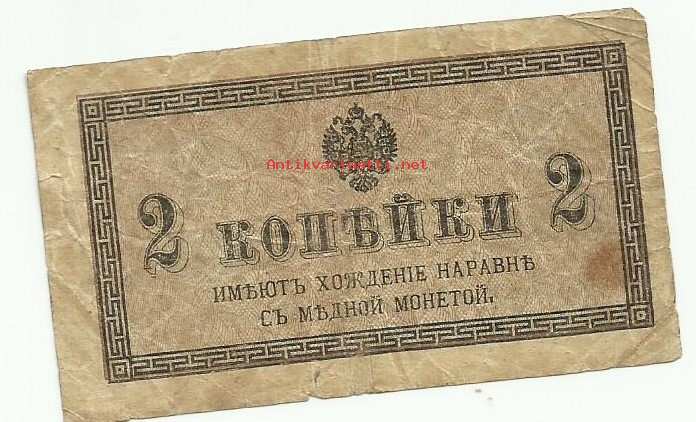 Antikvariaatti.net
2 КОПѢЙКИ 2
ИМѢЮТЪ ХОЖДЕНІЕ НАРАВНѢ
СЪ МѢДНОЙ МОНЕТОЙ.